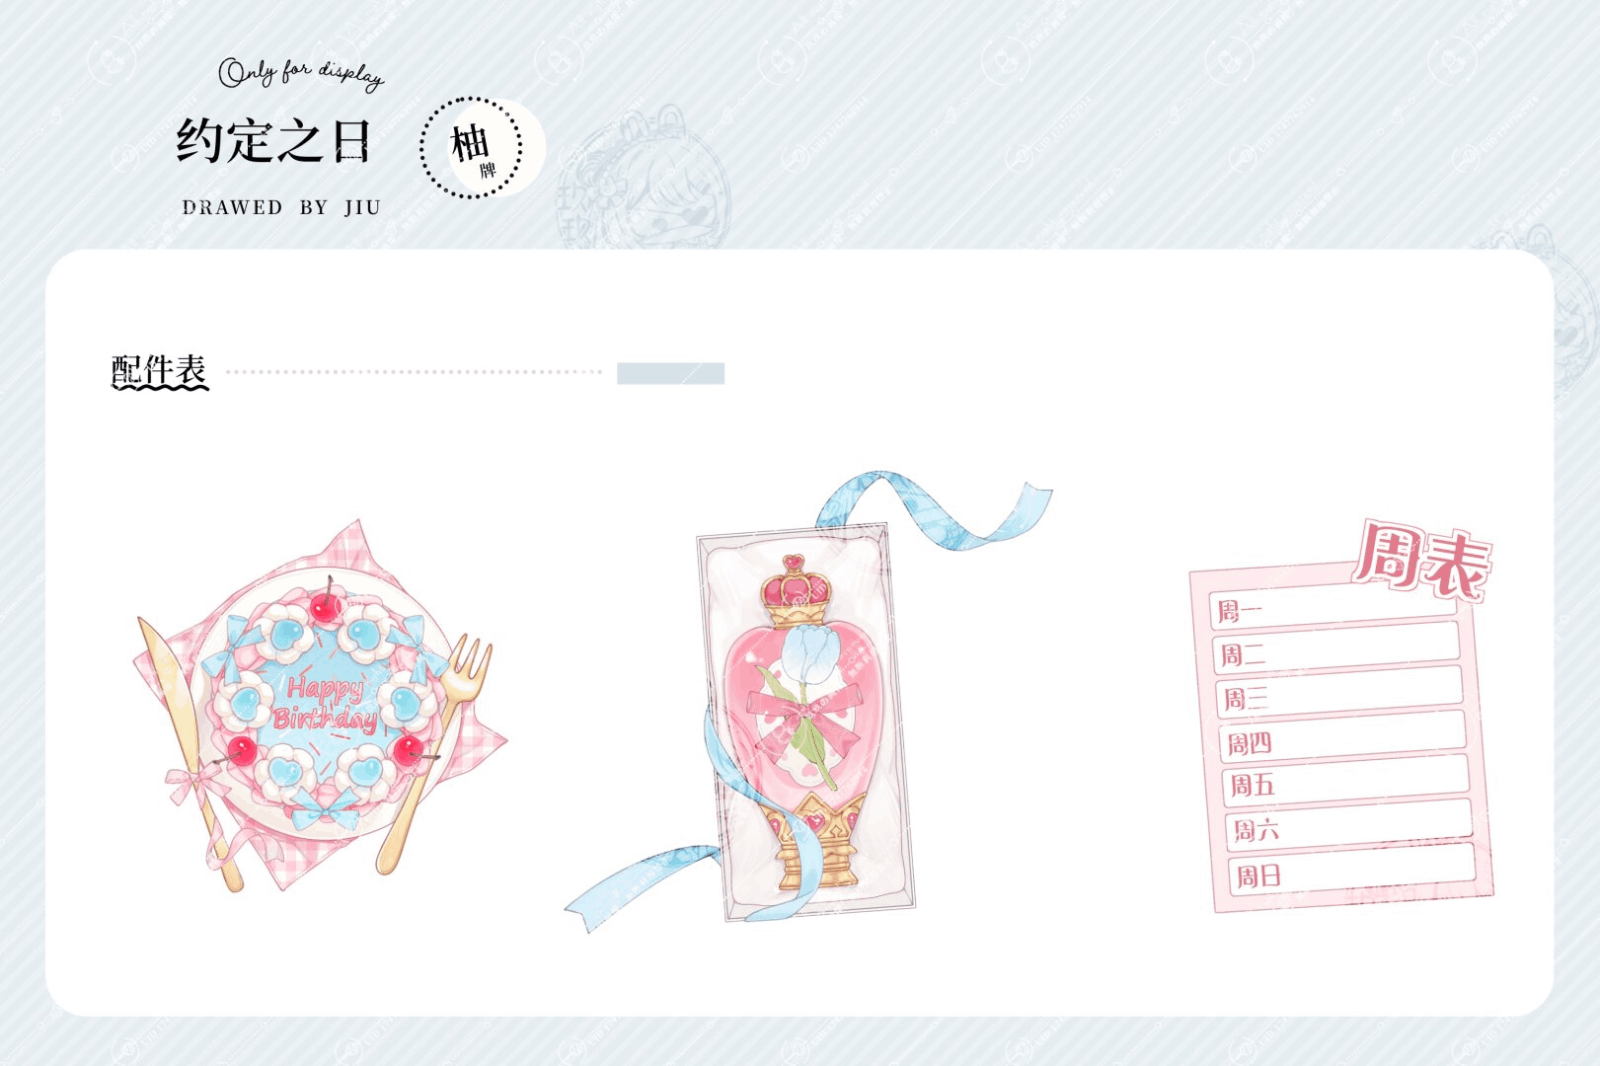 Only for display
约定之日
柚
牌
DRAWED BY JIU
配件表
Happy
Birthday
周表
周一
周二
周三
周四
周五
周六
周日